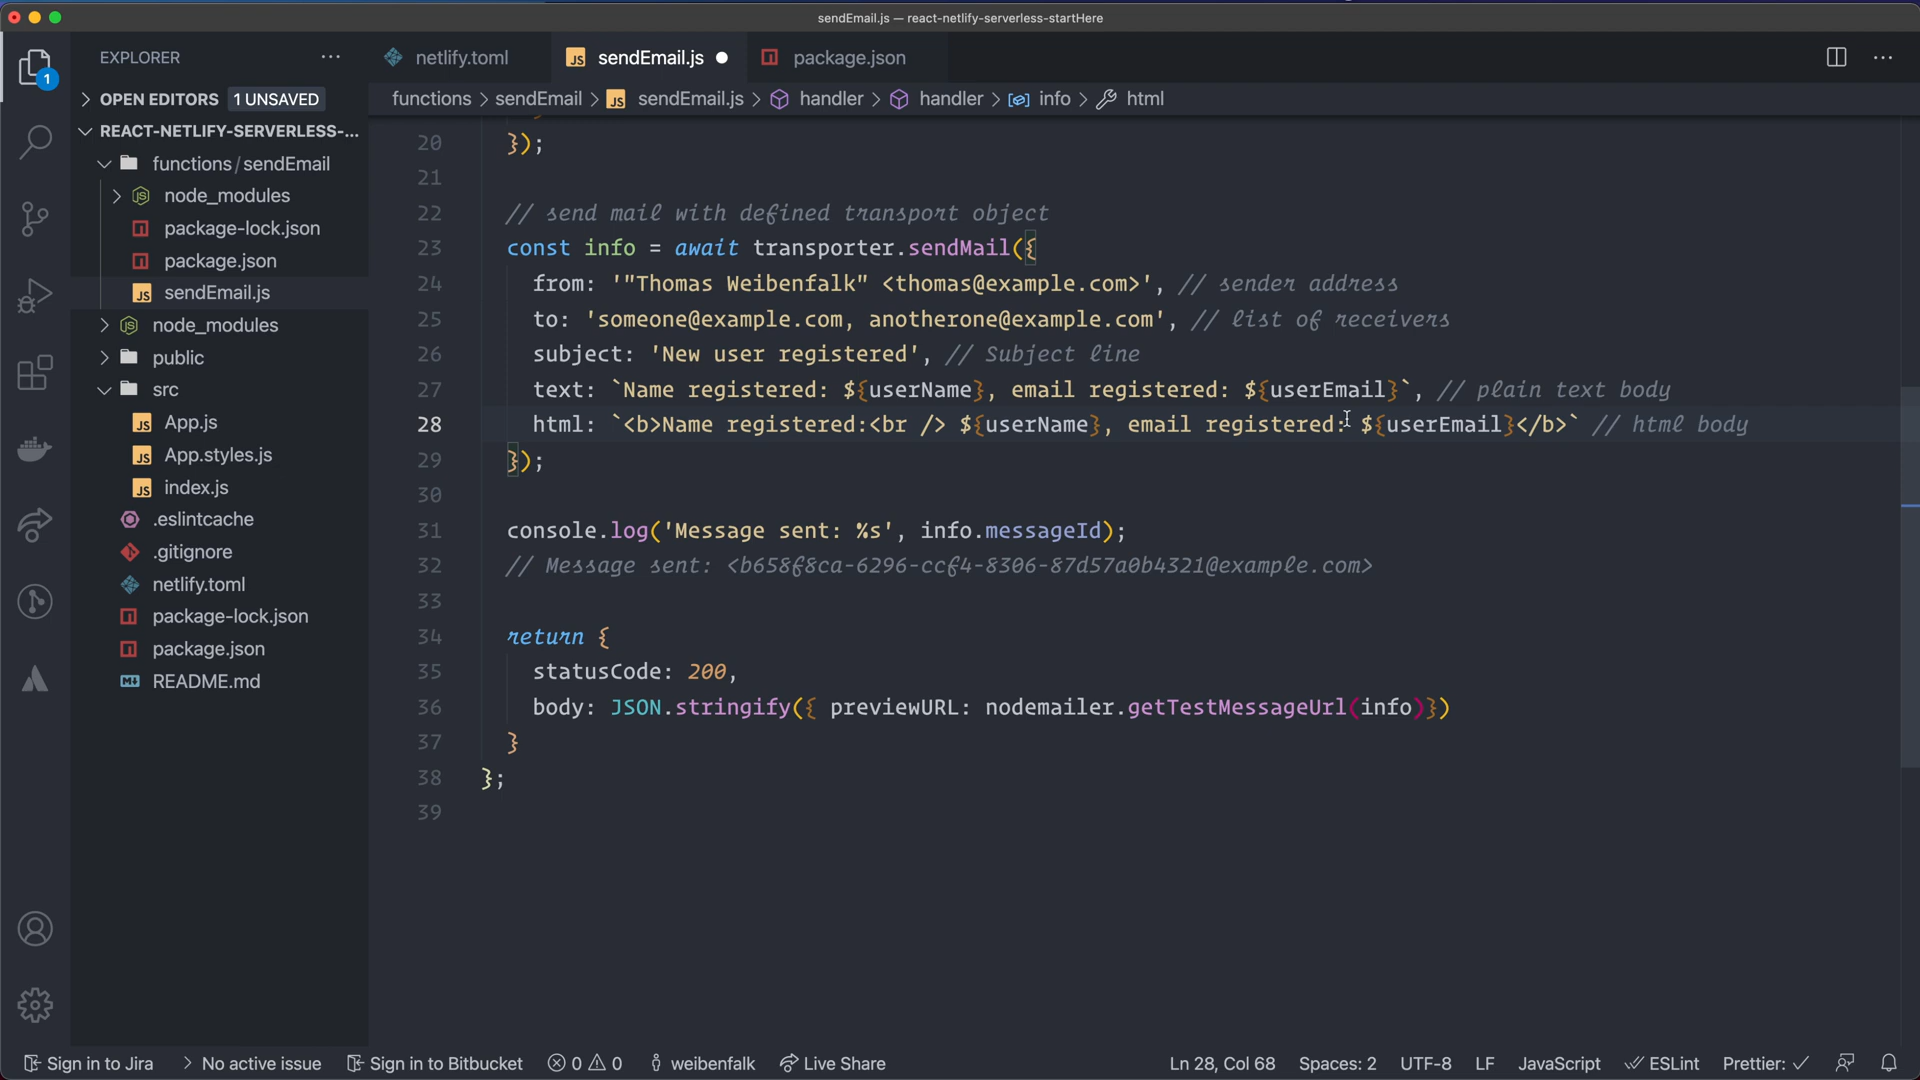 sendEmail.js — react-netlify-serverless-startHere
EXPLORER
OPEN EDITORS 1 UNSAVED
REACT-NETLIFY-SERVERLESS-...
functions / sendEmail
node_modules
package-lock.json
package.json
sendEmail.js
node_modules
public
src
App.js
App.styles.js
index.js
.eslintcache
.gitignore
netlify.toml
package-lock.json
package.json
README.md
1
netlify.toml
sendEmail.js
package.json
functions > sendEmail > sendEmail.js > handler > handler > info > html
20 });
21
22 // send mail with defined transport object
23 const info = await transporter.sendMail({
24 from: '"Thomas Weibenfalk" <thomas@example.com>', // sender address
25 to: 'someone@example.com, anotherone@example.com', // list of receivers
26 subject: 'New user registered', // Subject line
27 text: `Name registered: ${userName}, email registered: ${userEmail}`, // plain text body
28 html: `<b>Name registered:<br /> ${userName}, email registered: ${userEmail}</b>` // html body
29 });
30
31 console.log('Message sent: %s', info.messageId);
32 // Message sent: <b658f8ca-6296-ccf4-8306-87d57a0b4321@example.com>
33
34 return {
35 statusCode: 200,
36 body: JSON.stringify({ previewURL: nodemailer.getTestMessageUrl(info)})
37 }
38 };
39
Sign in to Jira > No active issue Sign in to Bitbucket 0 0 weibenfalk Live Share Ln 28, Col 68 Spaces: 2 UTF-8 LF JavaScript ESLint Prettier: ✓